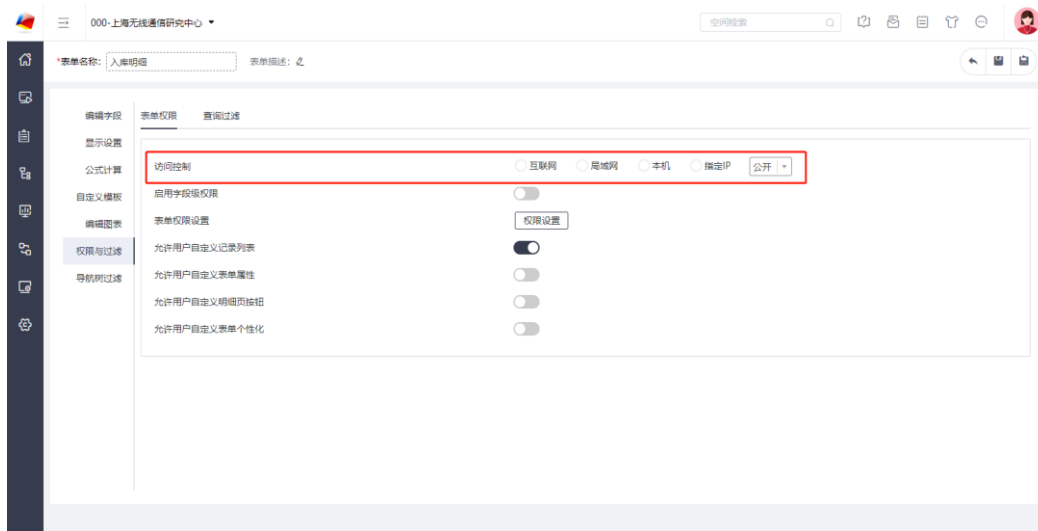 000-上海无线通信研究中心
空间检索
*表单名称: 入库明细 表单描述:
编辑字段 表单权限 查询过滤
显示设置
公式计算 访问控制 互联网 局域网 本机 指定IP 公开
自定义模板 启用字段级权限
编辑图表 表单权限设置 权限设置
权限与过滤 允许用户自定义记录列表
导航树过滤 允许用户自定义表单属性
允许用户自定义明细页按钮
允许用户自定义表单个性化